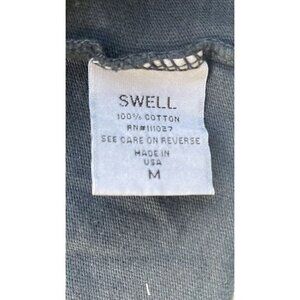 SWELL
100% COTTON
RN#111027
SEE CARE ON REVERSE
MADE IN
USA
M